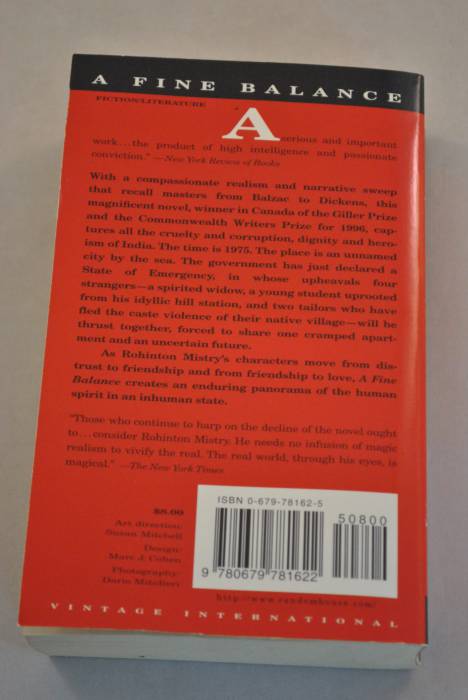 A FINE BALANCE
FICTION/LITERATURE
A serious and important
work...the product of high intelligence and passionate
conviction." —New York Review of Books
With a compassionate realism and narrative sweep
that recall masters from Balzac to Dickens, this
magnificent novel, winner in Canada of the Giller Prize
and the Commonwealth Writers Prize for 1996, cap-
tures all the cruelty and corruption, dignity and hero-
ism of India. The time is 1975. The place is an unnamed
city by the sea. The government has just declared a
State of Emergency, in whose upheavals four
strangers—a spirited widow, a young student uprooted
from his idyllic hill station, and two tailors who have
fled the caste violence of their native village—will be
thrust together, forced to share one cramped apart-
ment and an uncertain future.
As Rohinton Mistry's characters move from dis-
trust to friendship and from friendship to love, A Fine
Balance creates an enduring panorama of the human
spirit in an inhuman state.
"Those who continue to harp on the decline of the novel ought
to...consider Rohinton Mistry. He needs no infusion of magic
realism to vivify the real. The real world, through his eyes, is
magical." —The New York Times
$8.00
Art direction:
Susan Mitchell
Design:
Marc J. Cohen
Photography:
Dario Mitidieri
ISBN 0-679-78162-5
50800
9 780679 781622
http://www.randomhouse.com/
VINTAGE INTERNATIONAL